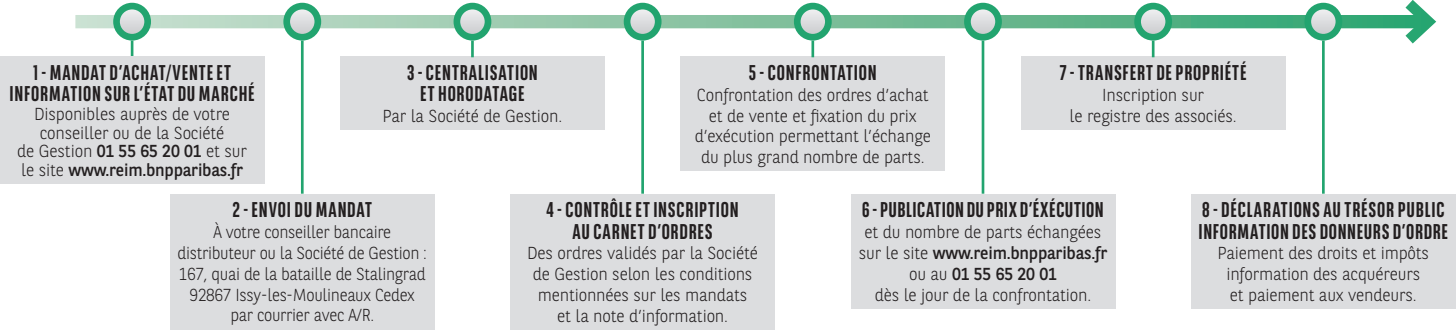 1 - MANDAT D'ACHAT/VENTE ET
INFORMATION SUR L'ÉTAT DU MARCHÉ
Disponibles auprès de votre
conseiller ou de la Société
de Gestion 01 55 65 20 01 et sur
le site www.reim.bnpparibas.fr
2 - ENVOI DU MANDAT
À votre conseiller bancaire
distributeur ou la Société de Gestion :
167, quai de la bataille de Stalingrad
92867 Issy-les-Moulineaux Cedex
par courrier avec A/R.
3 - CENTRALISATION
ET HORODATAGE
Par la Société de Gestion.
4 - CONTRÔLE ET INSCRIPTION
AU CARNET D'ORDRES
Des ordres validés par la Société
de Gestion selon les conditions
mentionnées sur les mandats
et la note d'information.
5 - CONFRONTATION
Confrontation des ordres d'achat
et de vente et fixation du prix
d'exécution permettant l'échange
du plus grand nombre de parts.
6 - PUBLICATION DU PRIX D'ÉXÉCUTION
et du nombre de parts échangées
sur le site www.reim.bnpparibas.fr
ou au 01 55 65 20 01
dès le jour de la confrontation.
7 - TRANSFERT DE PROPRIÉTÉ
Inscription sur
le registre des associés.
8 - DÉCLARATIONS AU TRÉSOR PUBLIC
INFORMATION DES DONNEURS D'ORDRE
Paiement des droits et impôts
information des acquéreurs
et paiement aux vendeurs.